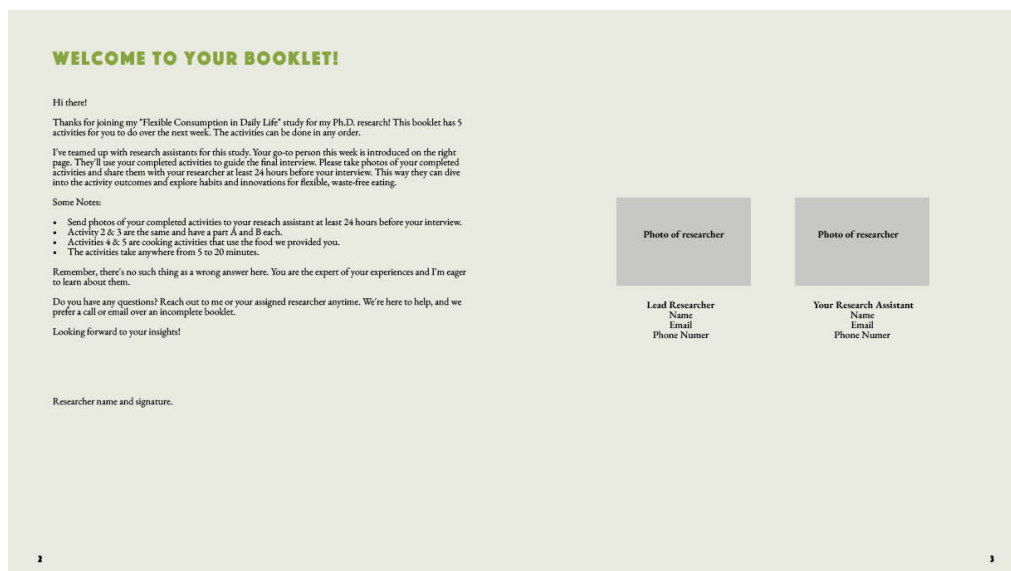 WELCOME TO YOUR BOOKLET!
Hi there!
Thanks for joining my "Flexible Consumption in Daily Life" study for my Ph.D. research! This booklet has 5
activities for you to do over the next week. The activities can be done in any order.
I've teamed up with research assistants for this study. Your go-to person this week is introduced on the right
page. They'll use your completed activities to guide the final interview. Please take photos of your completed
activities and share them with your researcher at least 24 hours before your interview. This way they can dive
into the activity outcomes and explore habits and innovations for flexible, waste-free eating.
Some Notes:
• Send photos of your completed activities to your reseach assistant at least 24 hours before your interview.
• Activity 2 & 3 are the same and have a part A and B each.
• Activities 4 & 5 are cooking activities that use the food we provided you.
• The activities take anywhere from 5 to 20 minutes.
Remember, there's no such thing as a wrong answer here. You are the expert of your experiences and I'm eager
to learn about them.
Do you have any questions? Reach out to me or your assigned researcher anytime. We're here to help, and we
prefer a call or email over an incomplete booklet.
Looking forward to your insights!
Researcher name and signature.
2
Photo of researcher
Lead Researcher
Name
Email
Phone Numer
Photo of researcher
Your Research Assistant
Name
Email
Phone Numer
3